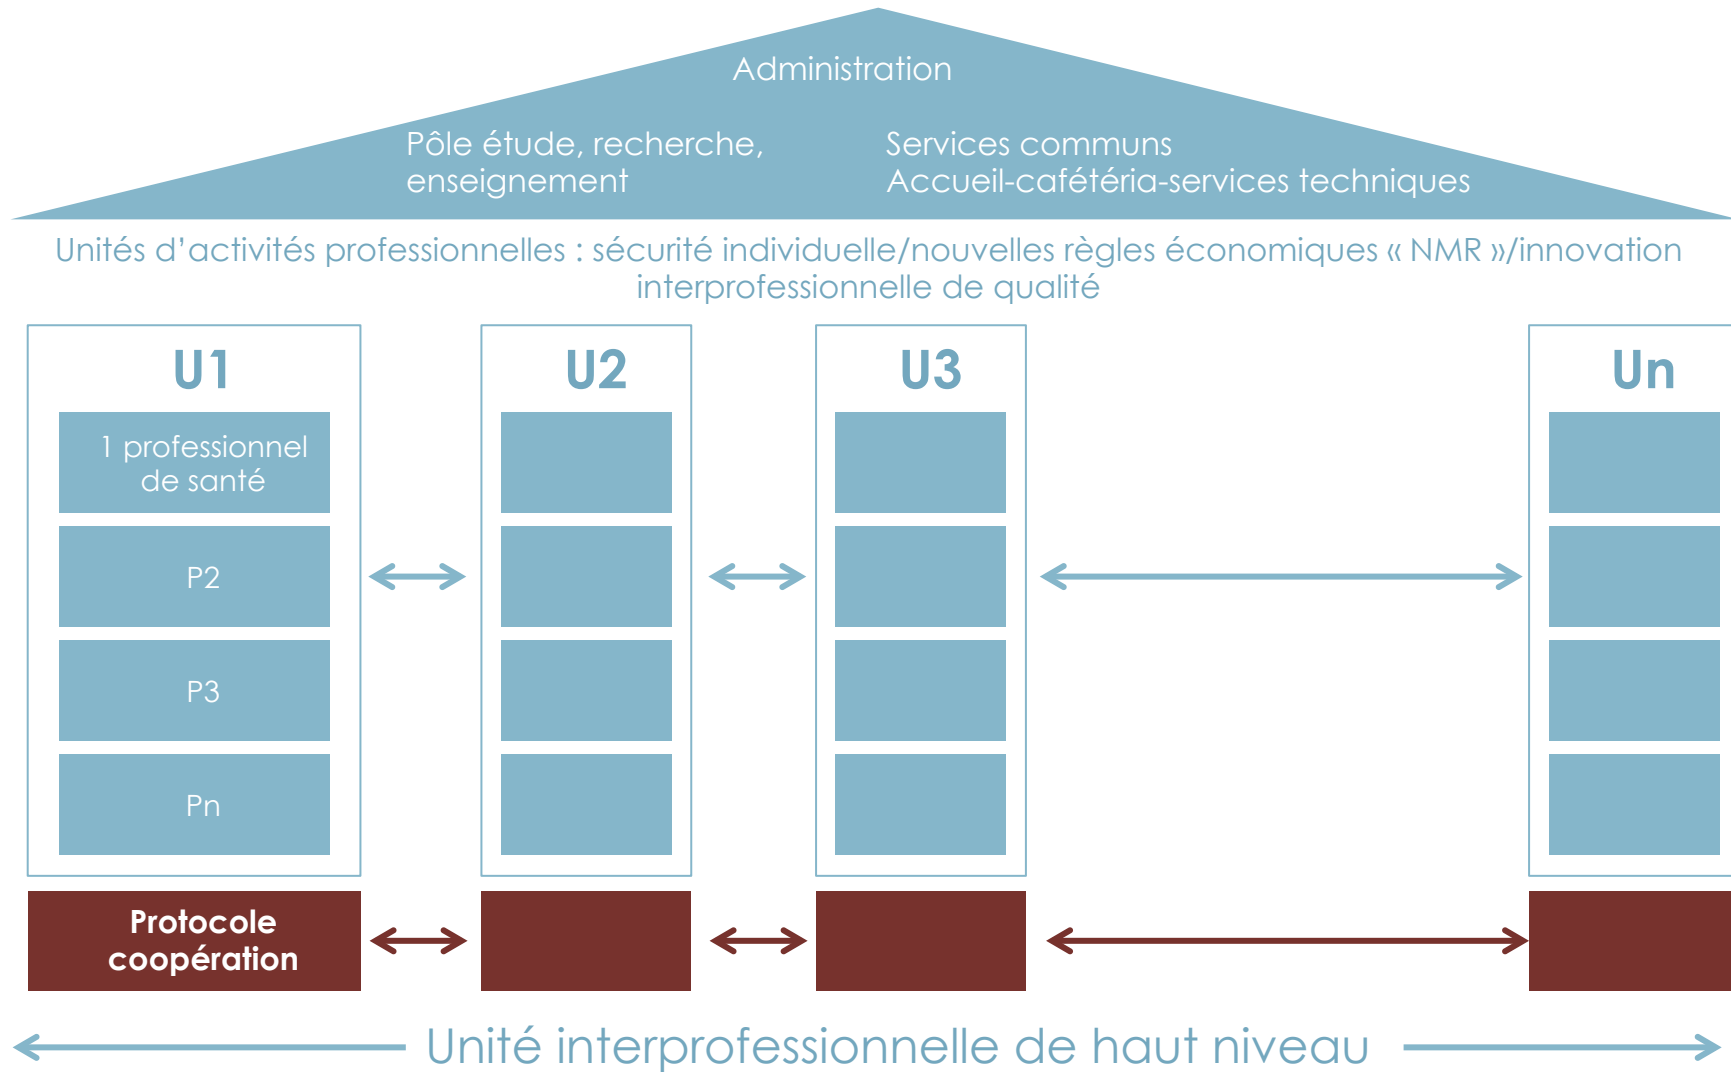 Administration
Pôle étude, recherche,
enseignement
Services communs
Accueil-cafétéria-services techniques
Unités d’activités professionnelles : sécurité individuelle/nouvelles règles économiques « NMR »/innovation
interprofessionnelle de qualité
U1
U2
U3
Un
1 professionnel
de santé
P2
P3
Pn
Protocole
coopération
Unité interprofessionnelle de haut niveau